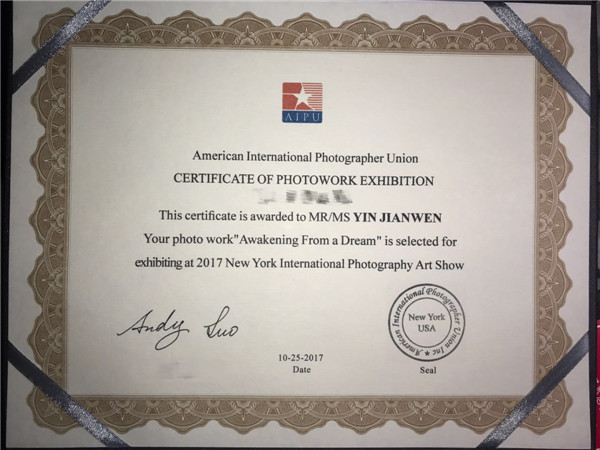 AIPU
American International Photographer Union
CERTIFICATE OF PHOTOWORK EXHIBITION
This certificate is awarded to MR/MS YIN JIANWEN
Your photo work"Awakening From a Dream" is selected for
exhibiting at 2017 New York International Photography Art Show
Andy Luo
American International Photographer Union Inc
New York
USA
10-25-2017
Date
Seal